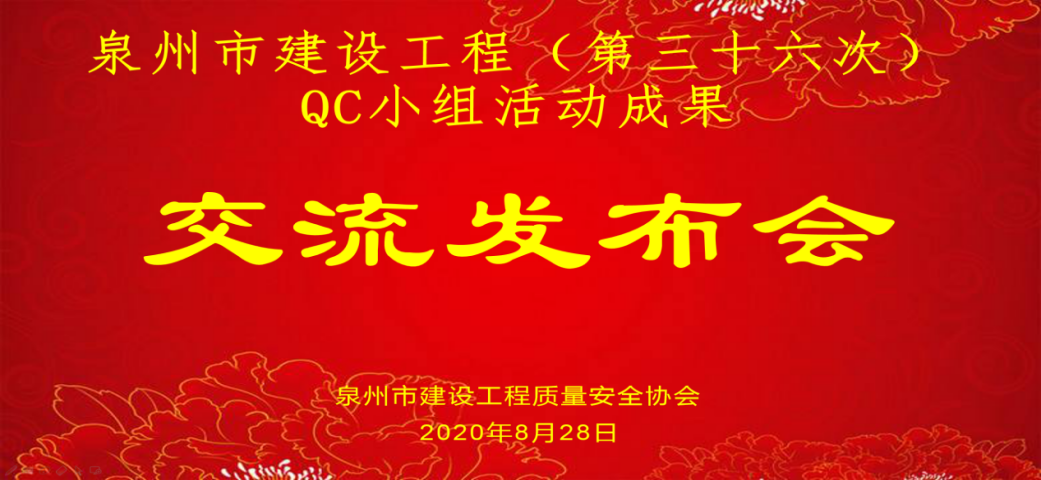 泉州市建设工程（第三十六次）
QC小组活动成果
交流发布会
泉州市建设工程质量安全协会
2020年8月28日